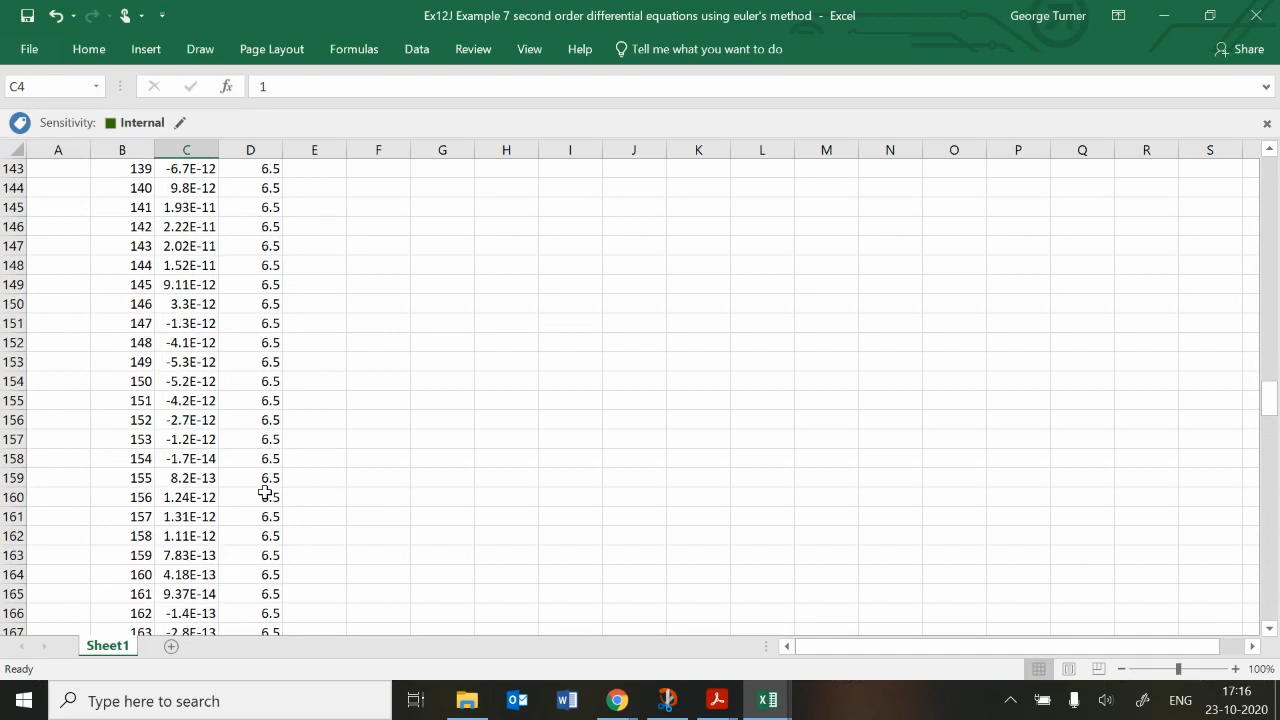 Ex12J Example 7 second order differential equations using euler's method - Excel
George Turner
File Home Insert Draw Page Layout Formulas Data Review View Help Tell me what you want to do Share
C4 fx 1
Sensitivity: Internal
A B C D E F G H I J K L M N O P Q R S
143 139 -6.7E-12 6.5
144 140 9.8E-12 6.5
145 141 1.93E-11 6.5
146 142 2.22E-11 6.5
147 143 2.02E-11 6.5
148 144 1.52E-11 6.5
149 145 9.11E-12 6.5
150 146 3.3E-12 6.5
151 147 -1.3E-12 6.5
152 148 -4.1E-12 6.5
153 149 -5.3E-12 6.5
154 150 -5.2E-12 6.5
155 151 -4.2E-12 6.5
156 152 -2.7E-12 6.5
157 153 -1.2E-12 6.5
158 154 -1.7E-14 6.5
159 155 8.2E-13 6.5
160 156 1.24E-12 6.5
161 157 1.31E-12 6.5
162 158 1.11E-12 6.5
163 159 7.83E-13 6.5
164 160 4.18E-13 6.5
165 161 9.37E-14 6.5
166 162 -1.4E-13 6.5
167 163 -2.8E-13 6.5
Sheet1
Ready 100%
Type here to search ENG 17:16
23-10-2020